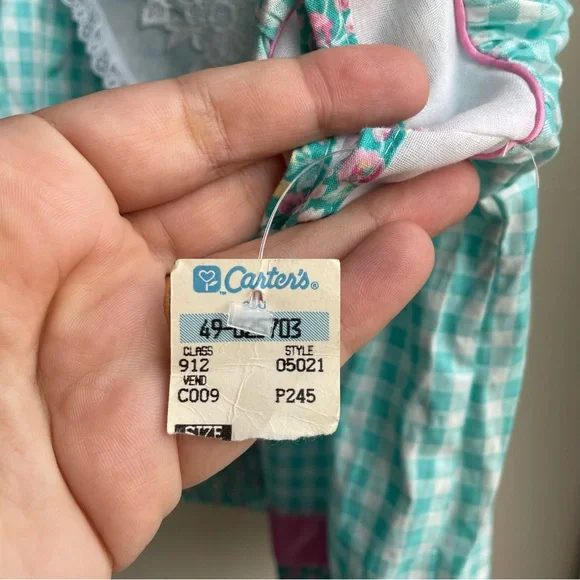 Carter's®
CLASS STYLE
912 05021
VEND
C009 P245
SIZE